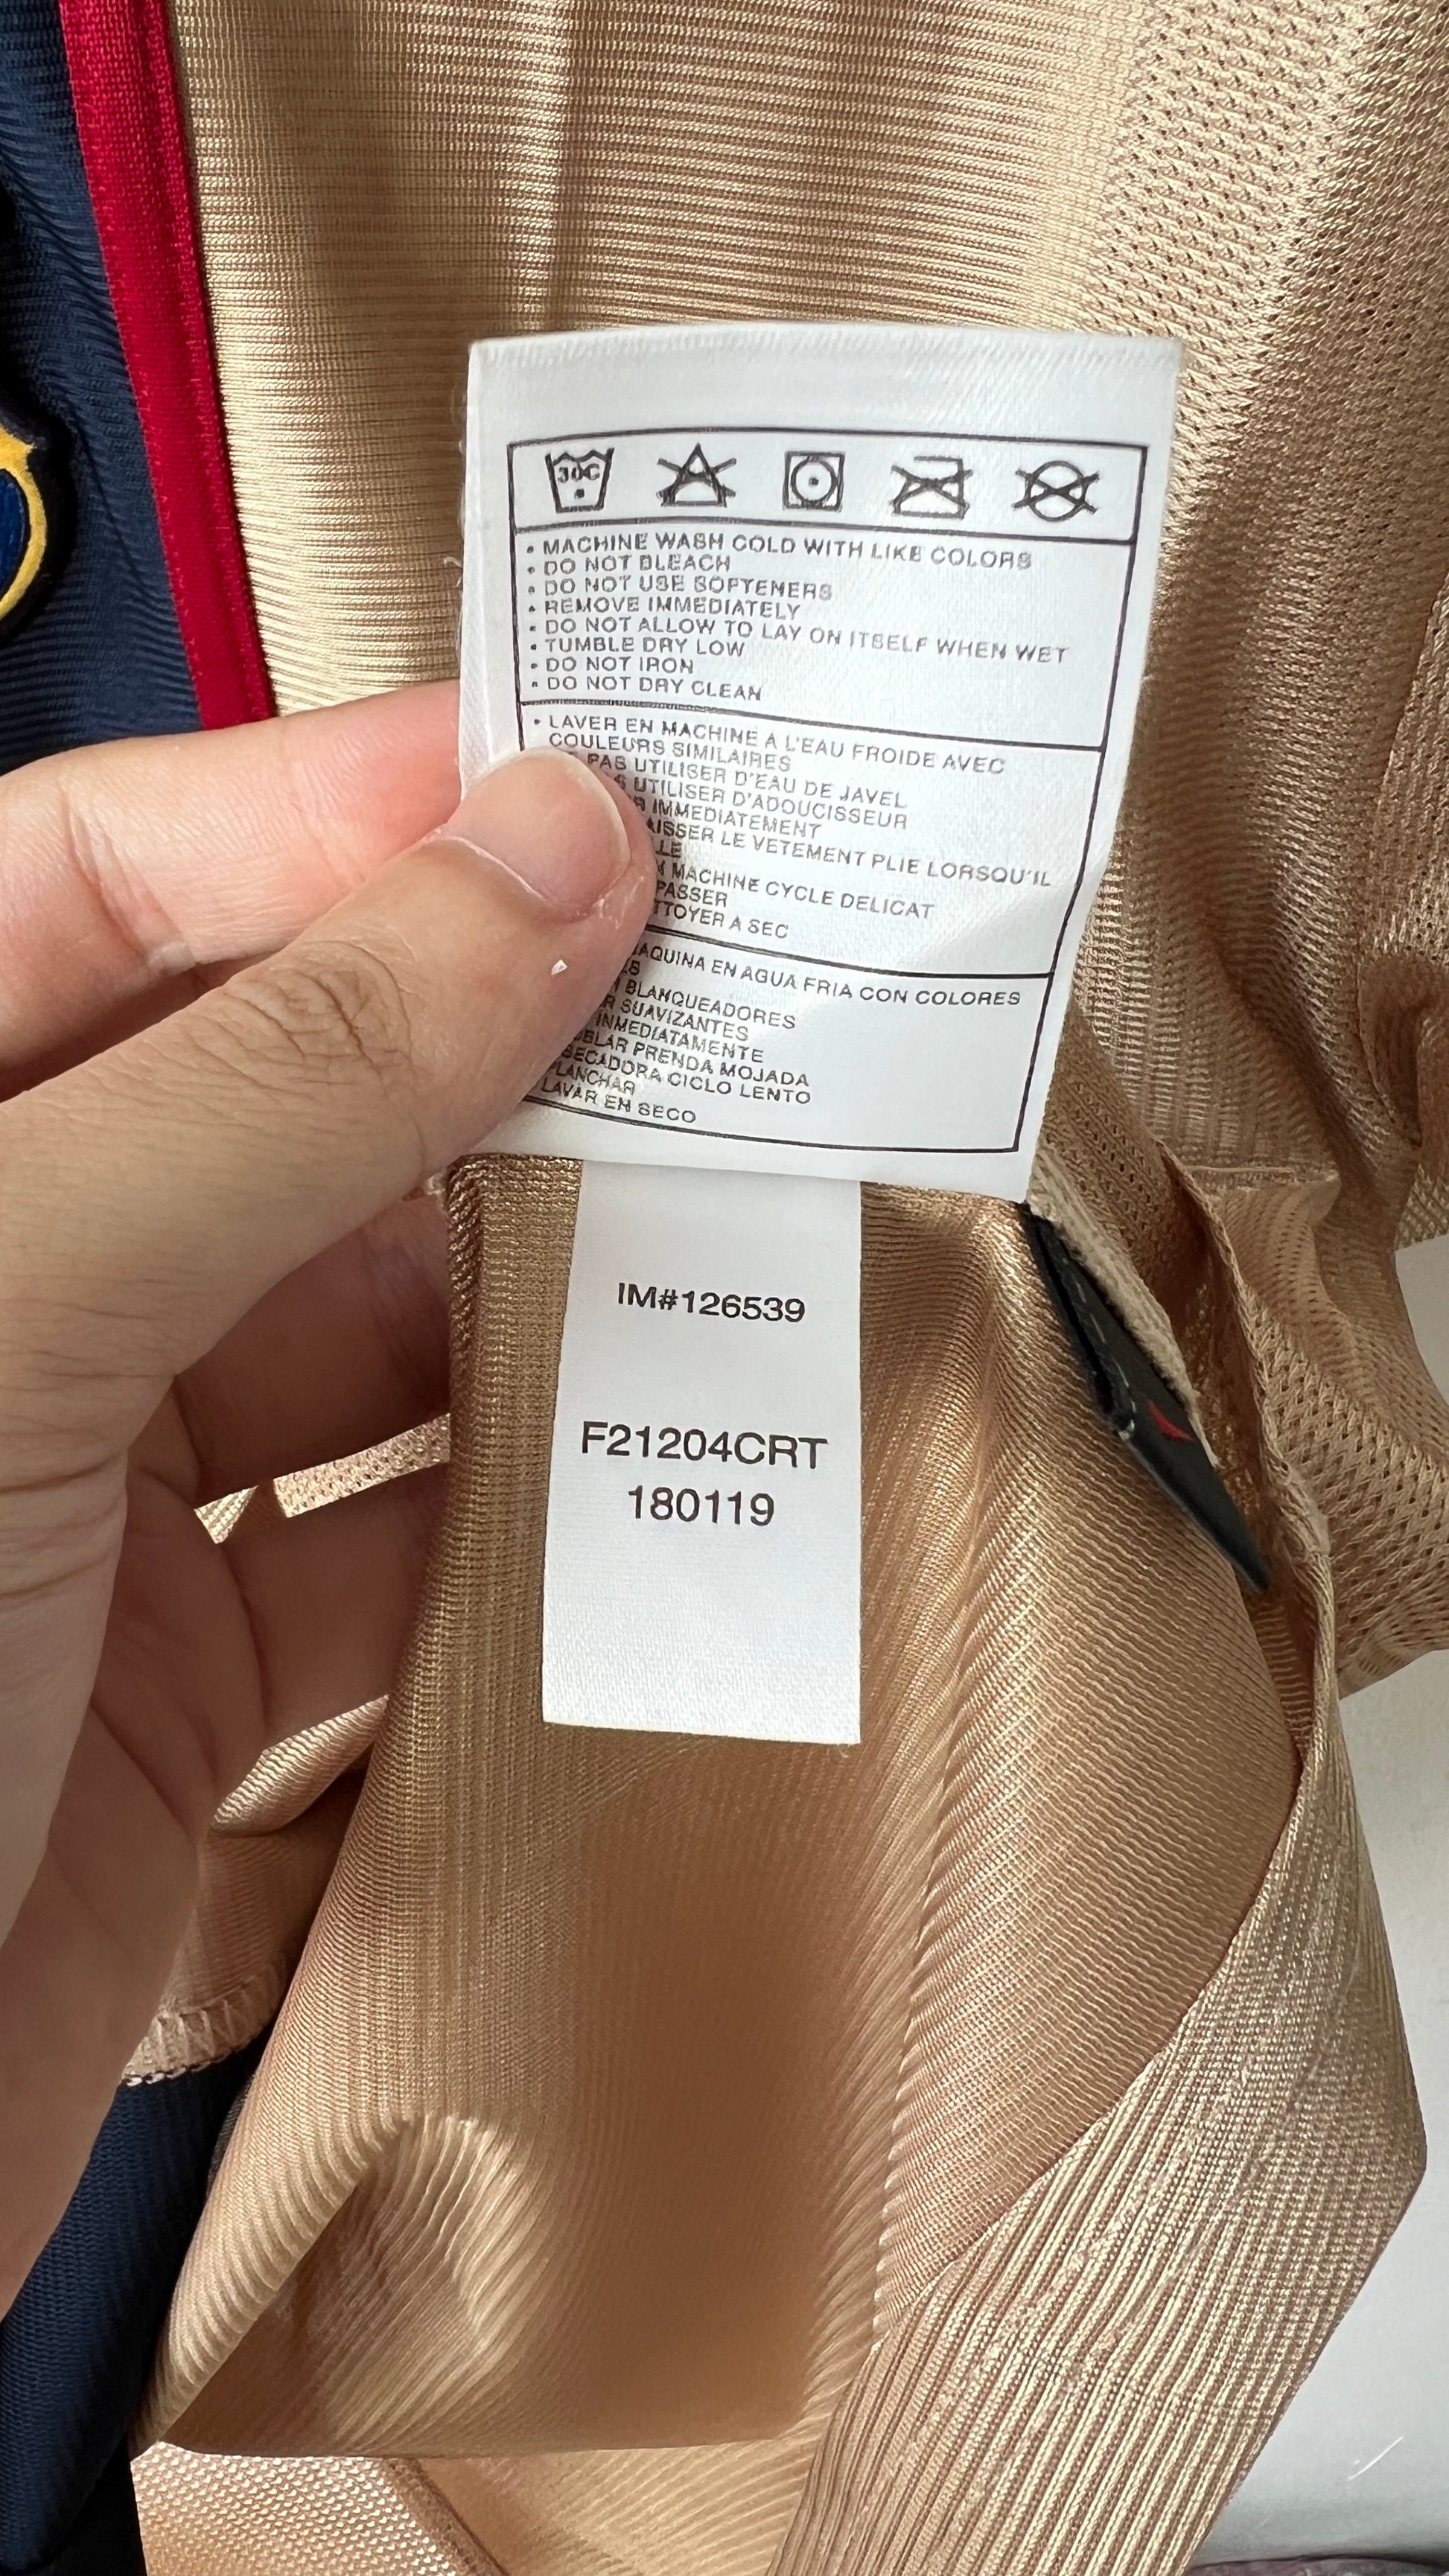 30C
• MACHINE WASH COLD WITH LIKE COLORS
• DO NOT BLEACH
• DO NOT USE SOFTENERS
• REMOVE IMMEDIATELY
• DO NOT ALLOW TO LAY ON ITSELF WHEN WET
• TUMBLE DRY LOW
• DO NOT IRON
• DO NOT DRY CLEAN
• LAVER EN MACHINE A L'EAU FROIDE AVEC
COULEURS SIMILAIRES
PAS UTILISER D'EAU DE JAVEL
UTILISER D'ADOUCISSEUR
IMMEDIATEMENT
LE VETEMENT PLIE LORSQU'IL
MACHINE CYCLE DELICAT
A SEC
EN AGUA FRIA CON COLORES
BLANQUEADORES
SUAVIZANTES
INMEDIATAMENTE
PRENDA MOJADA
SECADORA CICLO LENTO
PLANCHAR
LAVAR EN SECO
IM#126539
F21204CRT
180119